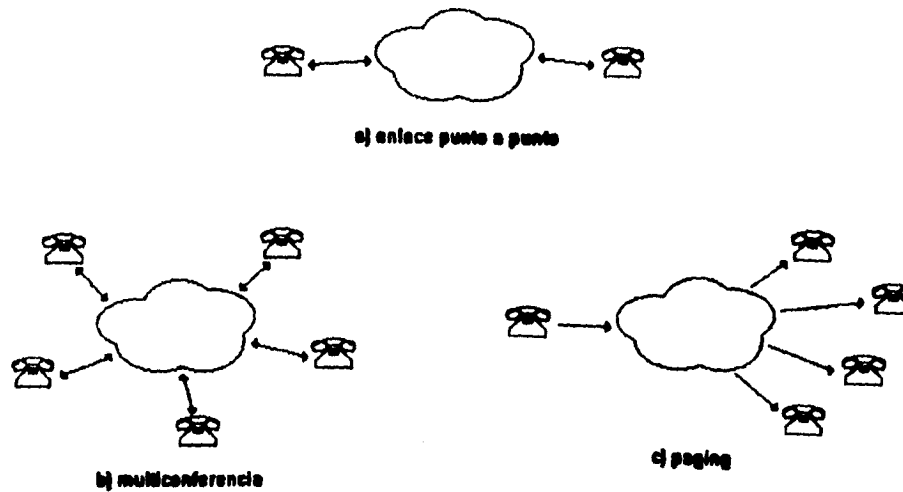 a) enlace punto a punto
b) multiconferencia
c) paging